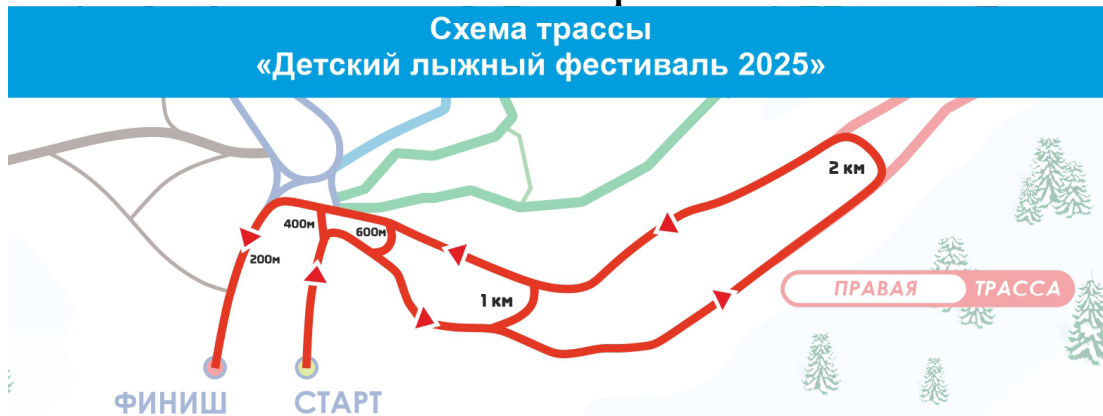 Схема трассы
«Детский лыжный фестиваль 2025»
2 км
400м
600м
200м
1 км
ПРАВАЯ ТРАССА
ФИНИШ
СТАРТ